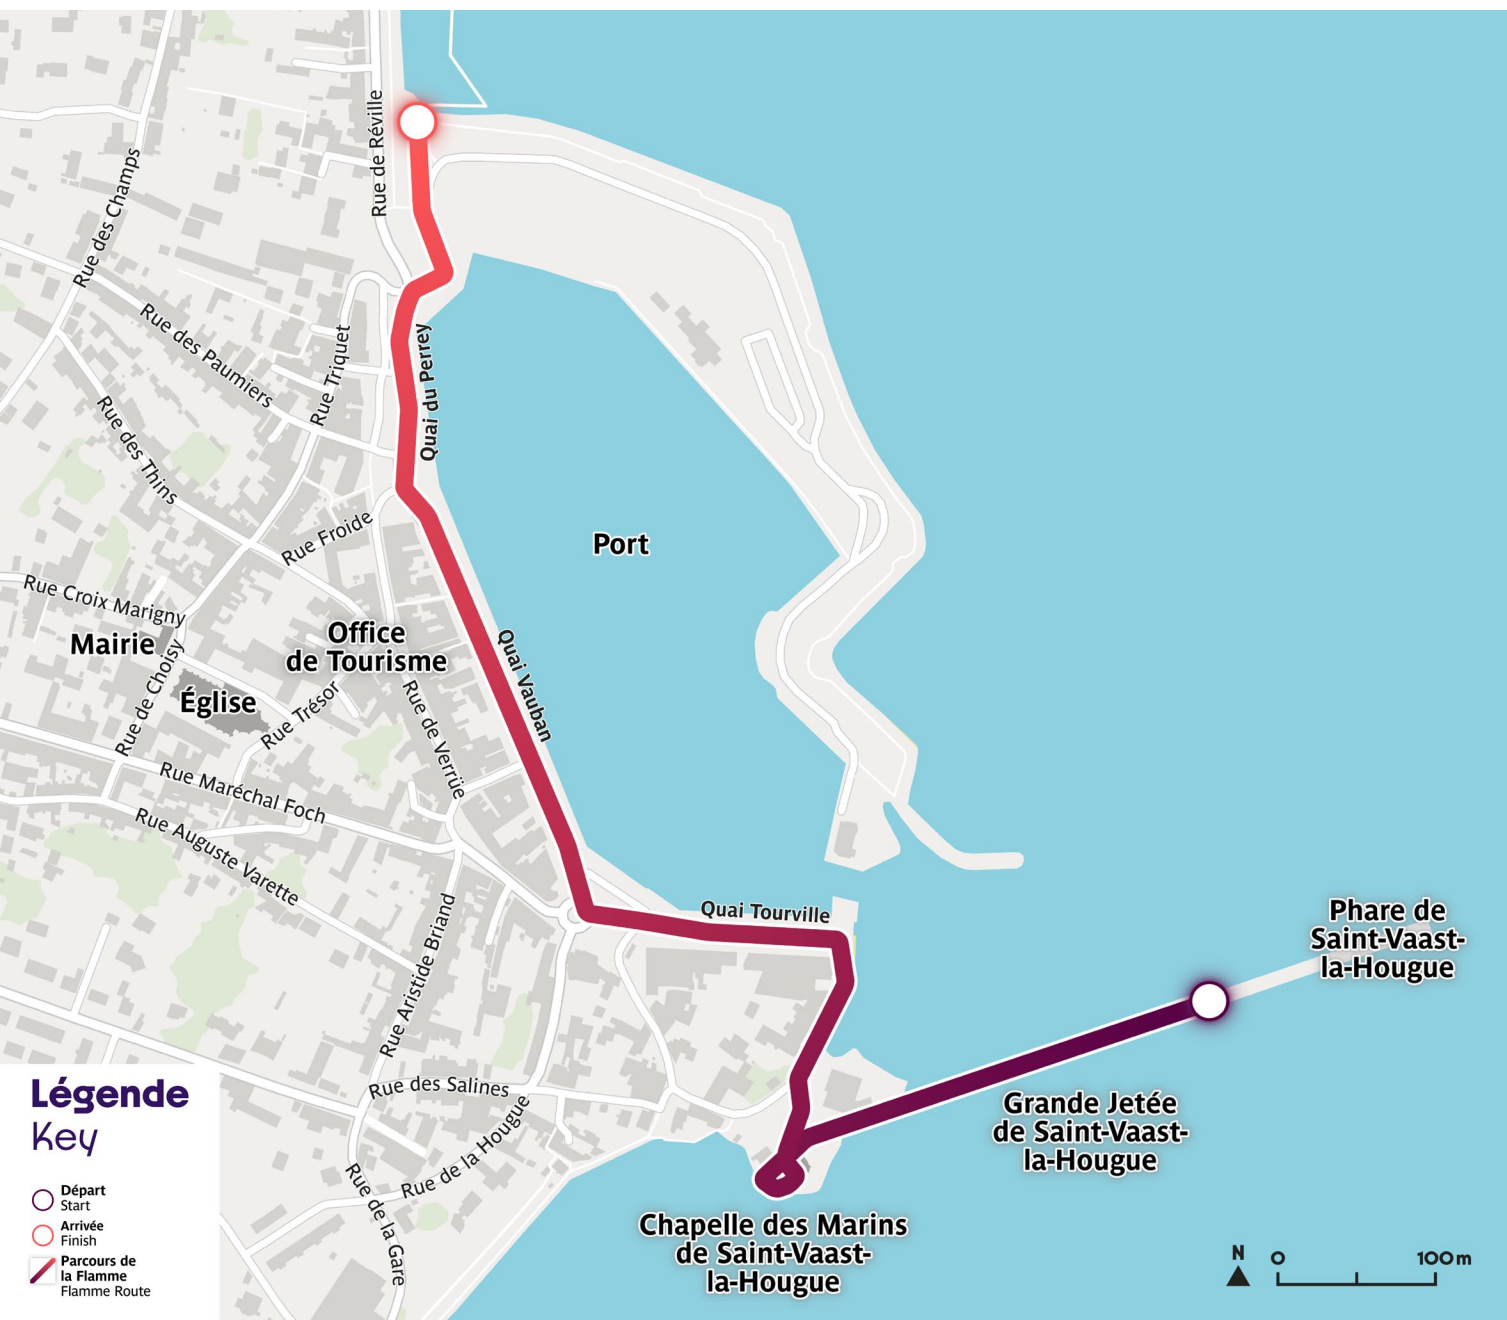 Rue de Réville
Rue des Champs
Rue des Paumiers
Rue Triquet
Quai du Perrey
Rue des Thins
Rue Froide
Port
Rue Croix Marigny
Mairie
Office
de Tourisme
Quai Vauban
Rue de Choisy
Église
Rue Trésor
Rue de Verrüe
Rue Maréchal Foch
Rue Auguste Varette
Quai Tourville
Phare de
Saint-Vaast-
la-Hougue
Rue Aristide Briand
Rue des Salines
Grande Jetée
de Saint-Vaast-
la-Hougue
Rue de la Hougue
Rue de la Gare
Chapelle des Marins
de Saint-Vaast-
la-Hougue
Légende
Key
Départ
Start
Arrivée
Finish
Parcours de
la Flamme
Flamme Route
N 0 100m